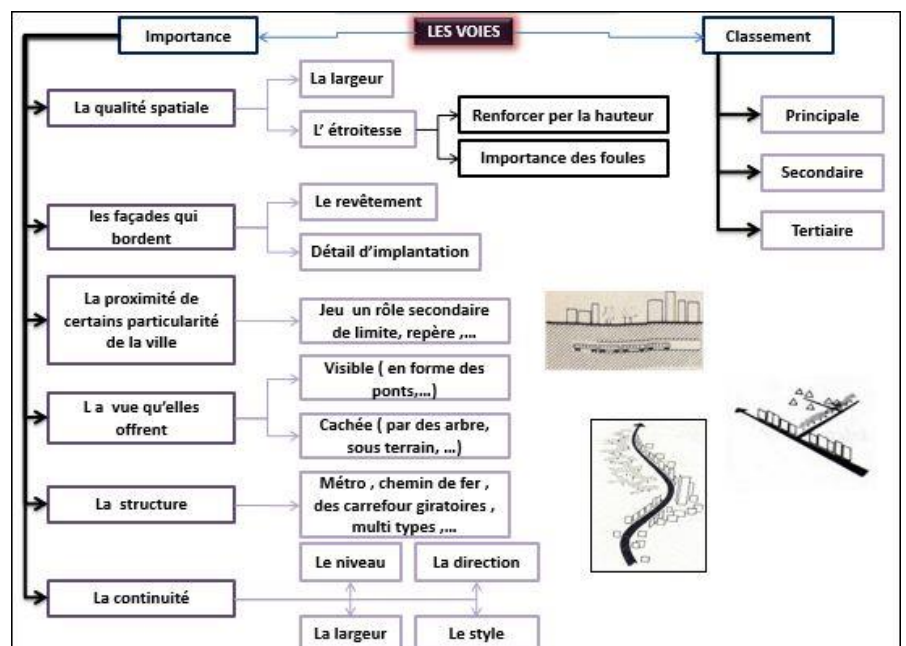 LES VOIES
Importance
Classement
La qualité spatiale
La largeur
L' étroitesse
Renforcer per la hauteur
Importance des foules
les façades qui
bordent
Le revêtement
Détail d'implantation
La proximité de
certains particularité
de la ville
Jeu un rôle secondaire
de limite, repère ,...
L a vue qu'elles
offrent
Visible ( en forme des
ponts,...)
Cachée ( par des arbre,
sous terrain, ...)
La structure
Métro , chemin de fer ,
des carrefour giratoires ,
multi types ,...
La continuité
Le niveau
La direction
La largeur
Le style
Principale
Secondaire
Tertiaire